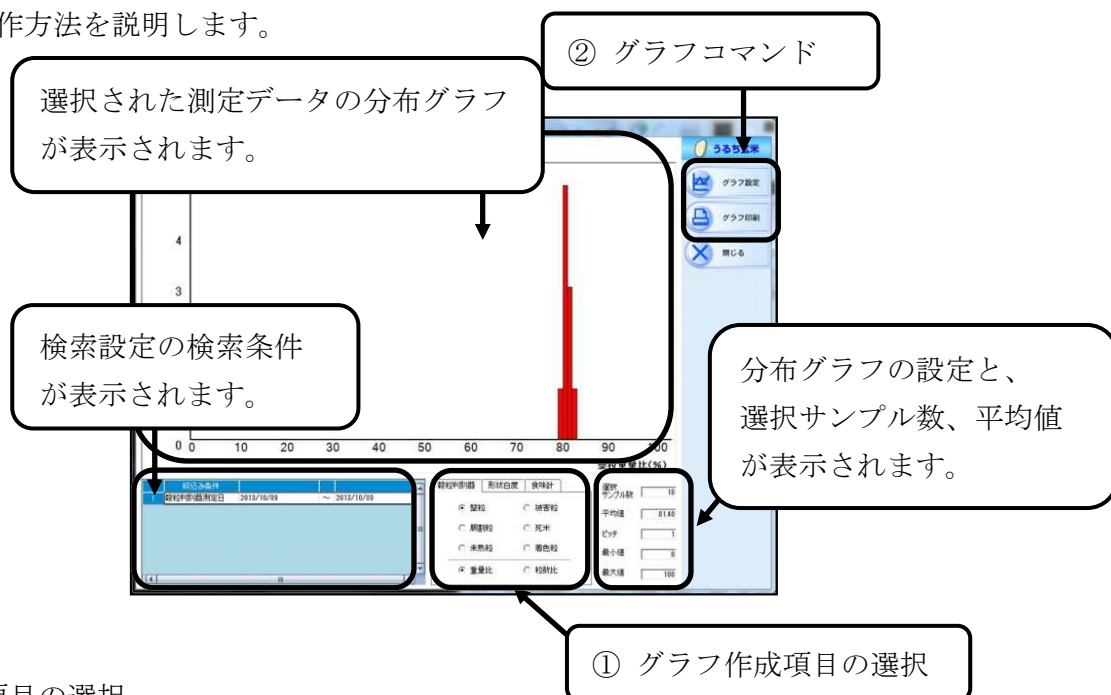 作方法を説明します。
② グラフコマンド
選択された測定データの分布グラフ
が表示されます。
うるち玄米
グラフ設定
グラフ印刷
閉じる
4
3
検索設定の検索条件
が表示されます。
分布グラフの設定と、
選択サンプル数、平均値
が表示されます。
0 0 10 20 30 40 50 60 70 80 90 100
整粒重量比(%)
絞込み条件
1 穀粒判別器測定日 2013/10/09 ~ 2013/10/09
穀粒判別器 形状白度 食味計
整粒 被害粒
胴割粒 死米
未熟粒 着色粒
重量比 粒数比
選択
サンプル数 10
平均値 81.40
ピッチ 1
最小値 0
最大値 100
① グラフ作成項目の選択
項目の選択